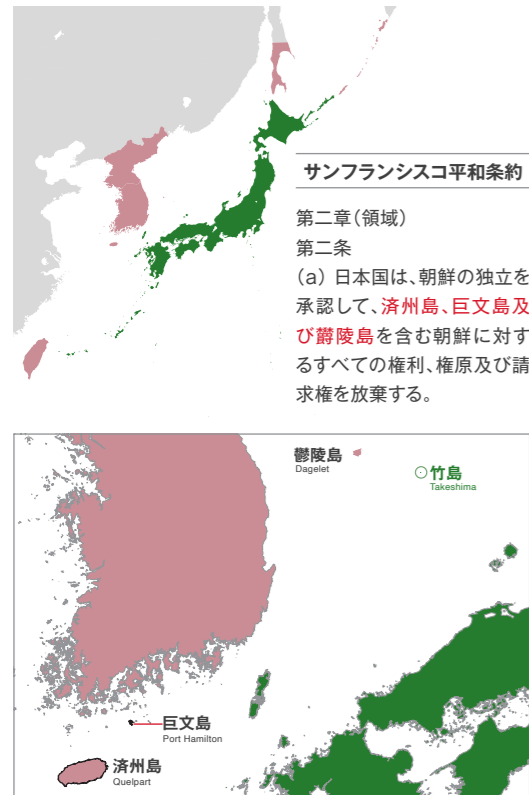 サンフランシスコ平和条約
第二章（領域）
第二条
(a) 日本国は、朝鮮の独立を
承認して、済州島、巨文島及
び欝陵島を含む朝鮮に対す
るすべての権利、権原及び請
求権を放棄する。
鬱陵島
Dagelet
竹島
Takeshima
巨文島
Port Hamilton
済州島
Quelpart